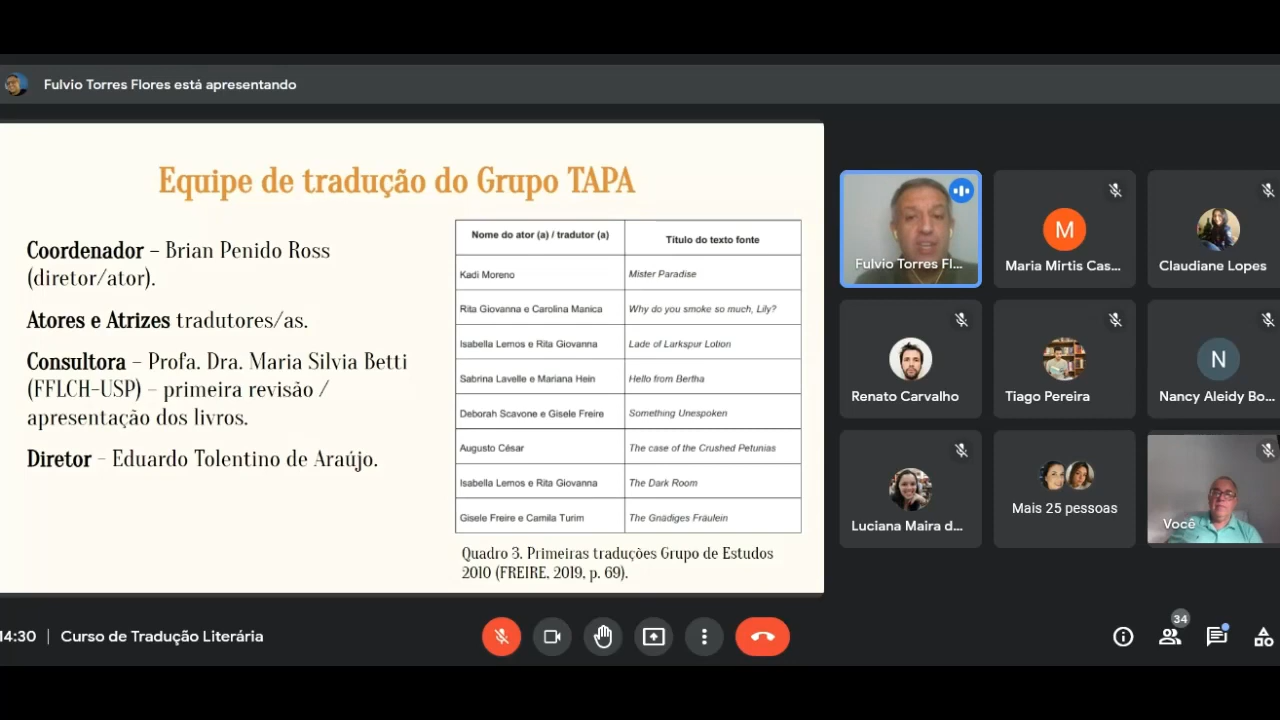 Fulvio Torres Flores está apresentando
Equipe de tradução do Grupo TAPA
Coordenador – Brian Penido Ross
(diretor/ator).
Atores e Atrizes tradutores/as.
Consultora – Profa. Dra. Maria Silvia Betti
(FFLCH-USP) – primeira revisão /
apresentação dos livros.
Diretor – Eduardo Tolentino de Araújo.
Nome do ator (a) / tradutor (a) Título do texto fonte
Kadi Moreno Mister Paradise
Rita Giovanna e Carolina Manica Why do you smoke so much, Lily?
Isabella Lemos e Rita Giovanna Lade of Larkspur Lotion
Sabrina Lavelle e Mariana Hein Hello from Bertha
Deborah Scavone e Gisele Freire Something Unespoken
Augusto César The case of the Crushed Petunias
Isabella Lemos e Rita Giovanna The Dark Room
Gisele Freire e Camila Turim The Gnädiges Fräulein
Quadro 3. Primeiras traduções Grupo de Estudos
2010 (FREIRE, 2019, p. 69).
Fulvio Torres Fl...
Maria Mirtis Cas...
Claudiane Lopes
Renato Carvalho
Tiago Pereira
Nancy Aleidy Bo...
Luciana Maira d...
Mais 25 pessoas
Você
M
N
14:30 | Curso de Tradução Literária
34